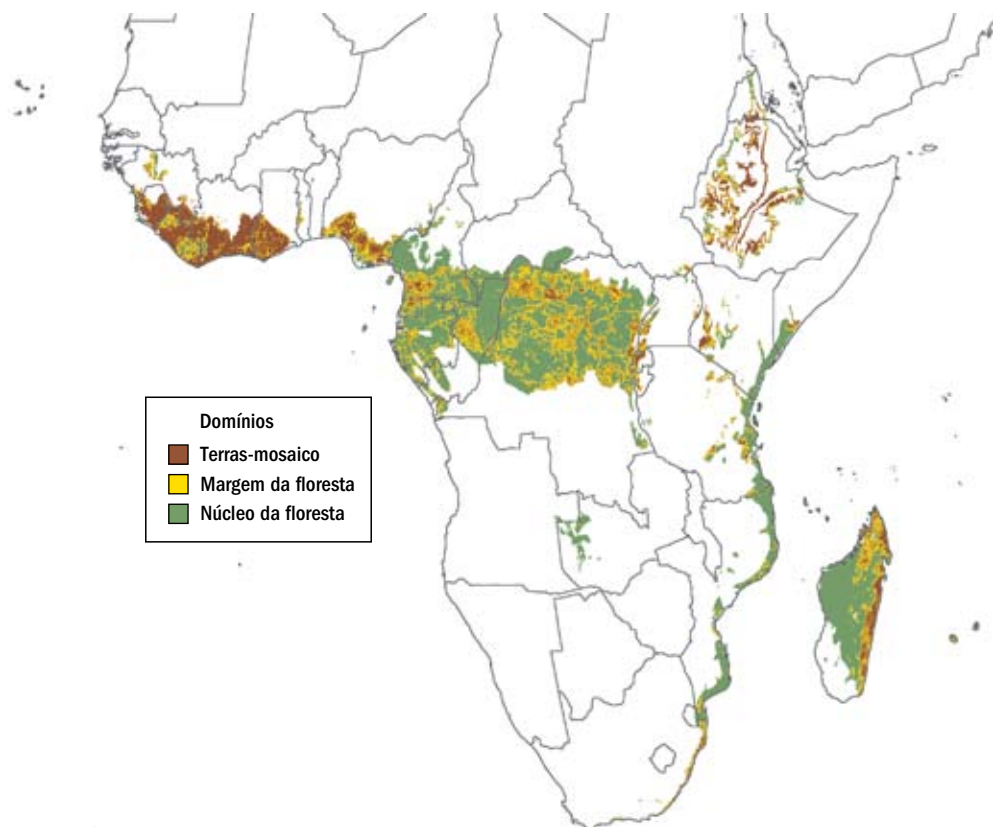 Domínios
Terras-mosaico
Margem da floresta
Núcleo da floresta